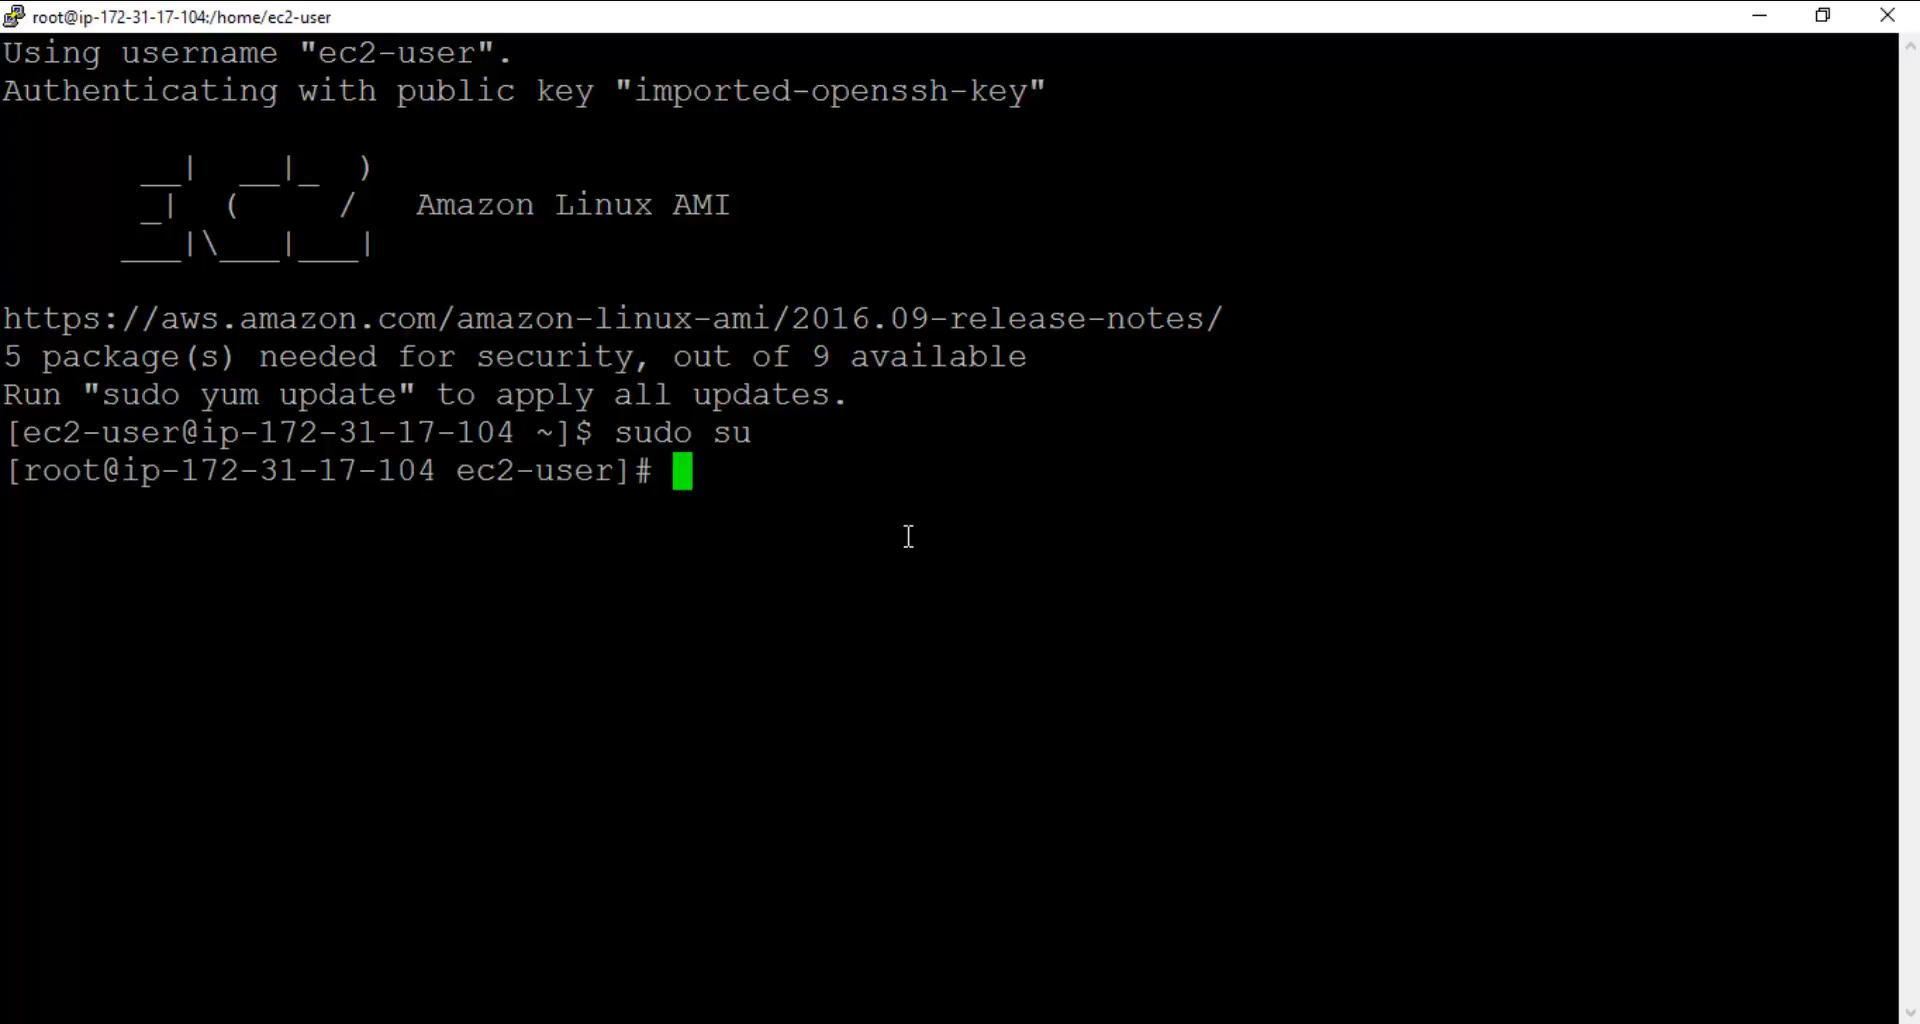 root@ip-172-31-17-104:/home/ec2-user
Using username "ec2-user".
Authenticating with public key "imported-openssh-key"
       __|  __|_  )
       _|  (     /   Amazon Linux AMI
      ___|\___|___|
https://aws.amazon.com/amazon-linux-ami/2016.09-release-notes/
5 package(s) needed for security, out of 9 available
Run "sudo yum update" to apply all updates.
[ec2-user@ip-172-31-17-104 ~]$ sudo su
[root@ip-172-31-17-104 ec2-user]#